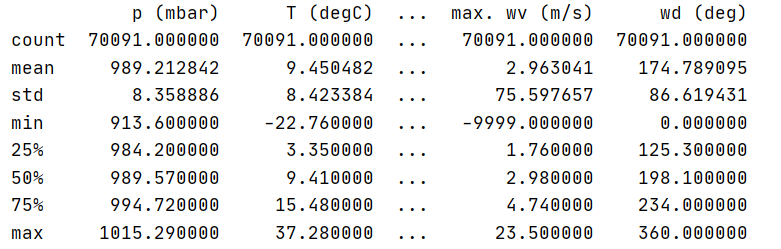 p (mbar) T (degC) ... max. wv (m/s) wd (deg)
count 70091.000000 70091.000000 ... 70091.000000 70091.000000
mean 989.212842 9.450482 ... 2.963041 174.789095
std 8.358886 8.423384 ... 75.597657 86.619431
min 913.600000 -22.760000 ... -9999.000000 0.000000
25% 984.200000 3.350000 ... 1.760000 125.300000
50% 989.570000 9.410000 ... 2.980000 198.100000
75% 994.720000 15.480000 ... 4.740000 234.000000
max 1015.290000 37.280000 ... 23.500000 360.000000